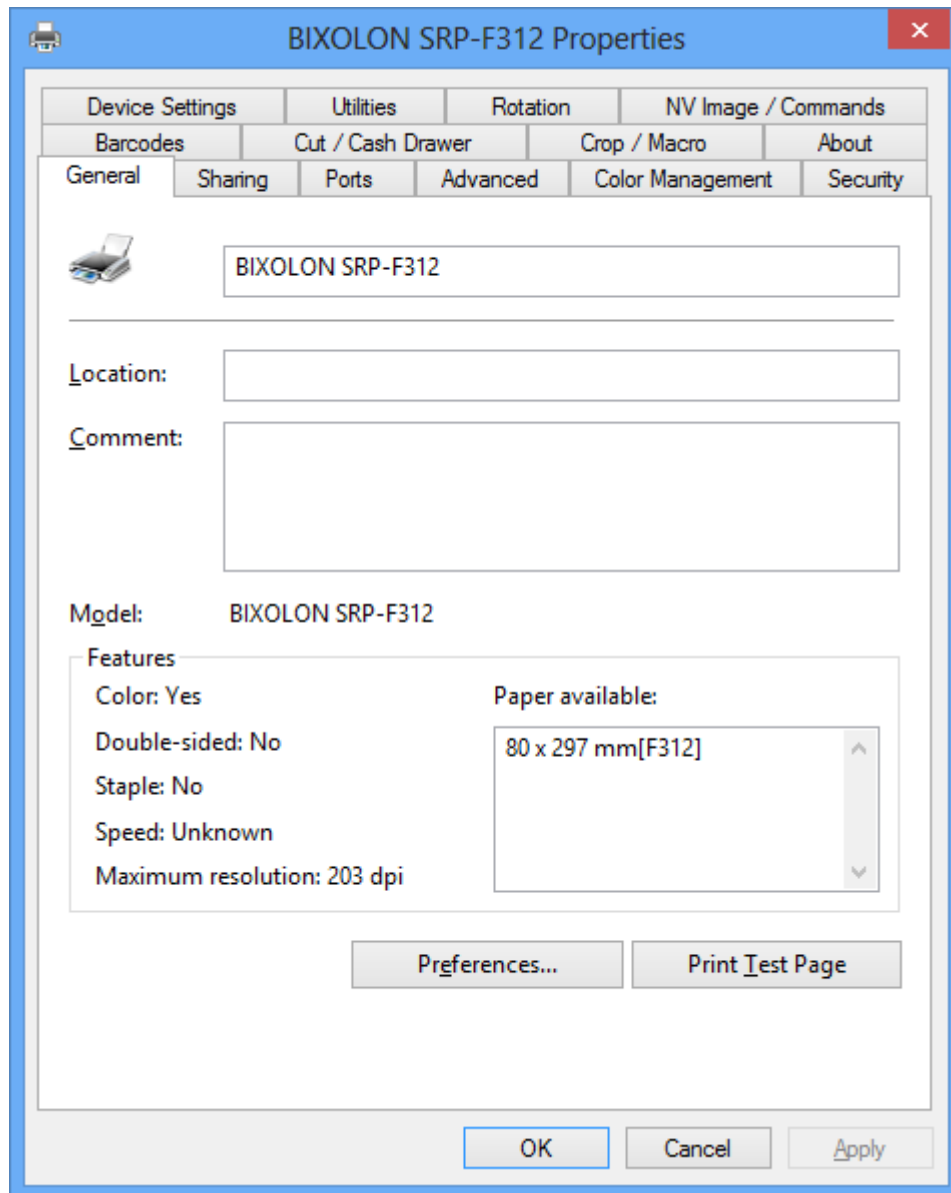 BIXOLON SRP-F312 Properties
Device Settings Utilities Rotation NV Image / Commands
Barcodes Cut / Cash Drawer Crop / Macro About
General Sharing Ports Advanced Color Management Security
BIXOLON SRP-F312
Location:
Comment:
Model: BIXOLON SRP-F312
Features
Color: Yes Paper available:
Double-sided: No 80 x 297 mm[F312]
Staple: No
Speed: Unknown
Maximum resolution: 203 dpi
Preferences... Print Test Page
OK Cancel Apply